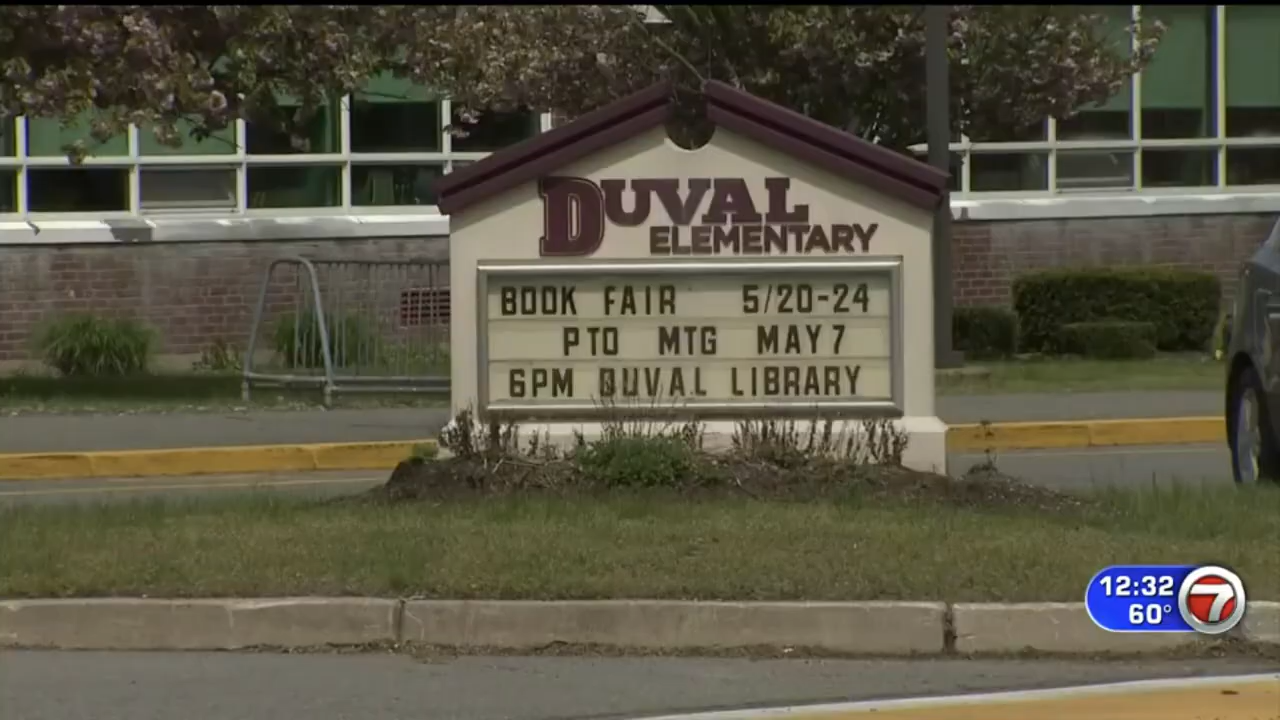 DUVAL
ELEMENTARY
BOOK FAIR 5/20-24
PTO MTG MAY 7
6PM DUVAL LIBRARY
12:32
60°
7